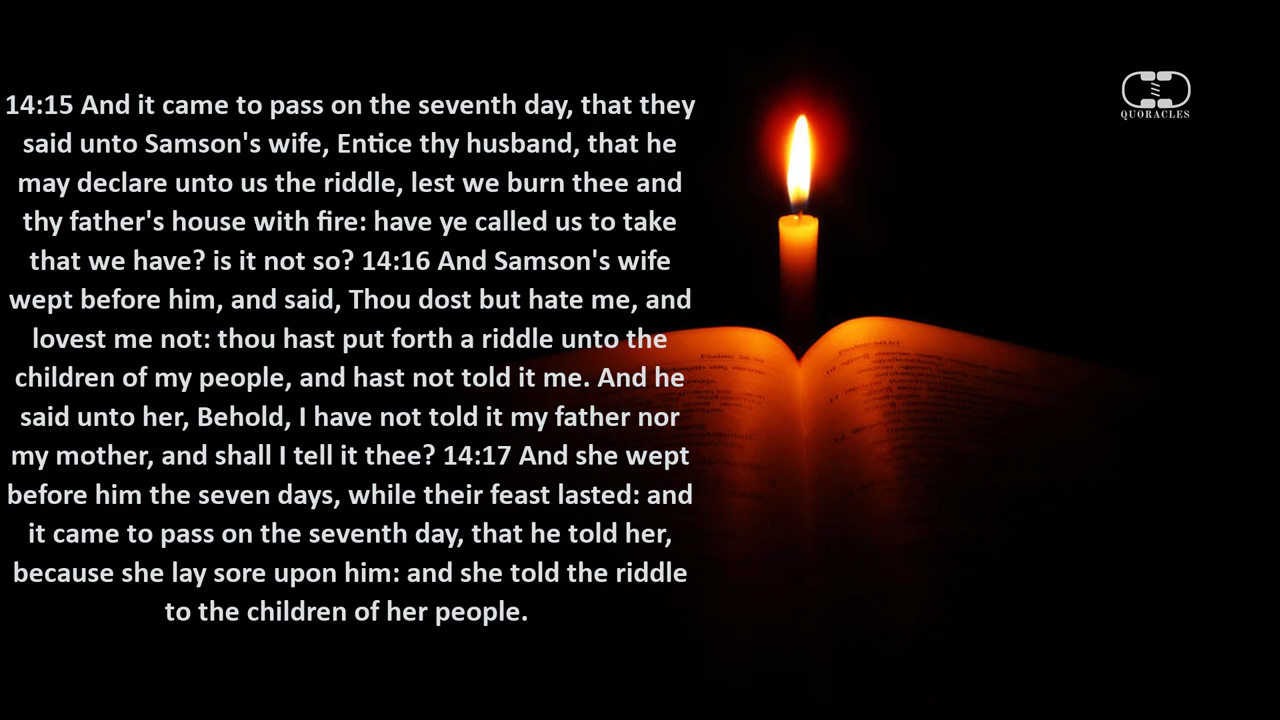 14:15 And it came to pass on the seventh day, that they
said unto Samson's wife, Entice thy husband, that he
may declare unto us the riddle, lest we burn thee and
thy father's house with fire: have ye called us to take
that we have? is it not so? 14:16 And Samson's wife
wept before him, and said, Thou dost but hate me, and
lovest me not: thou hast put forth a riddle unto the
children of my people, and hast not told it me. And he
said unto her, Behold, I have not told it my father nor
my mother, and shall I tell it thee? 14:17 And she wept
before him the seven days, while their feast lasted: and
it came to pass on the seventh day, that he told her,
because she lay sore upon him: and she told the riddle
to the children of her people.
QUORACLES